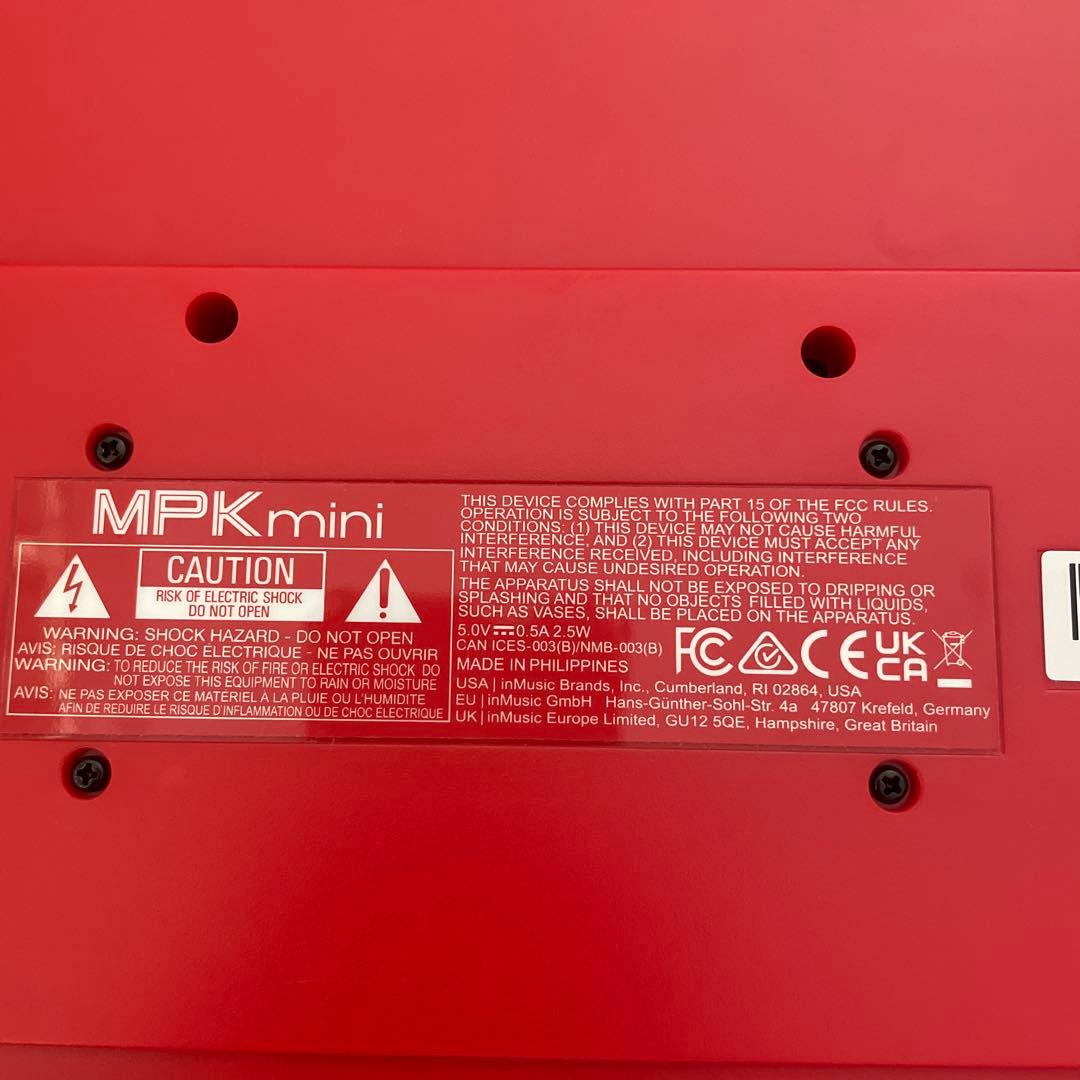 MPKmini
CAUTION
RISK OF ELECTRIC SHOCK
DO NOT OPEN
WARNING: SHOCK HAZARD - DO NOT OPEN
AVIS: RISQUE DE CHOC ÉLECTRIQUE - NE PAS OUVRIR
WARNING: TO REDUCE THE RISK OF FIRE OR ELECTRIC SHOCK DO
NOT EXPOSE THIS EQUIPMENT TO RAIN OR MOISTURE
AVIS: NE PAS EXPOSER CE MATERIEL À LA PLUIE OU L'HUMIDITE
AFIN DE REDUIRE LE RISQUE D'INFLAMMATION OU DE CHOC ÉLECTRIQUE
THIS DEVICE COMPLIES WITH PART 15 OF THE FCC RULES.
OPERATION IS SUBJECT TO THE FOLLOWING TWO
CONDITIONS: (1) THIS DEVICE MAY NOT CAUSE HARMFUL
INTERFERENCE, AND (2) THIS DEVICE MUST ACCEPT ANY
INTERFERENCE RECEIVED, INCLUDING INTERFERENCE
THAT MAY CAUSE UNDESIRED OPERATION.
THE APPARATUS SHALL NOT BE EXPOSED TO DRIPPING OR
SPLASHING AND THAT NO OBJECTS FILLED WITH LIQUIDS,
SUCH AS VASES, SHALL BE PLACED ON THE APPARATUS.
5.0V⎓0.5A 2.5W
CAN ICES-003(B)/NMB-003(B)
FC CE UK
CA
MADE IN PHILIPPINES
USA | inMusic Brands, Inc., Cumberland, RI 02864, USA
EU | inMusic GmbH Hans-Günther-Sohl-Str. 4a 47807 Krefeld, Germany
UK | inMusic Europe Limited, GU12 5QE, Hampshire, Great Britain